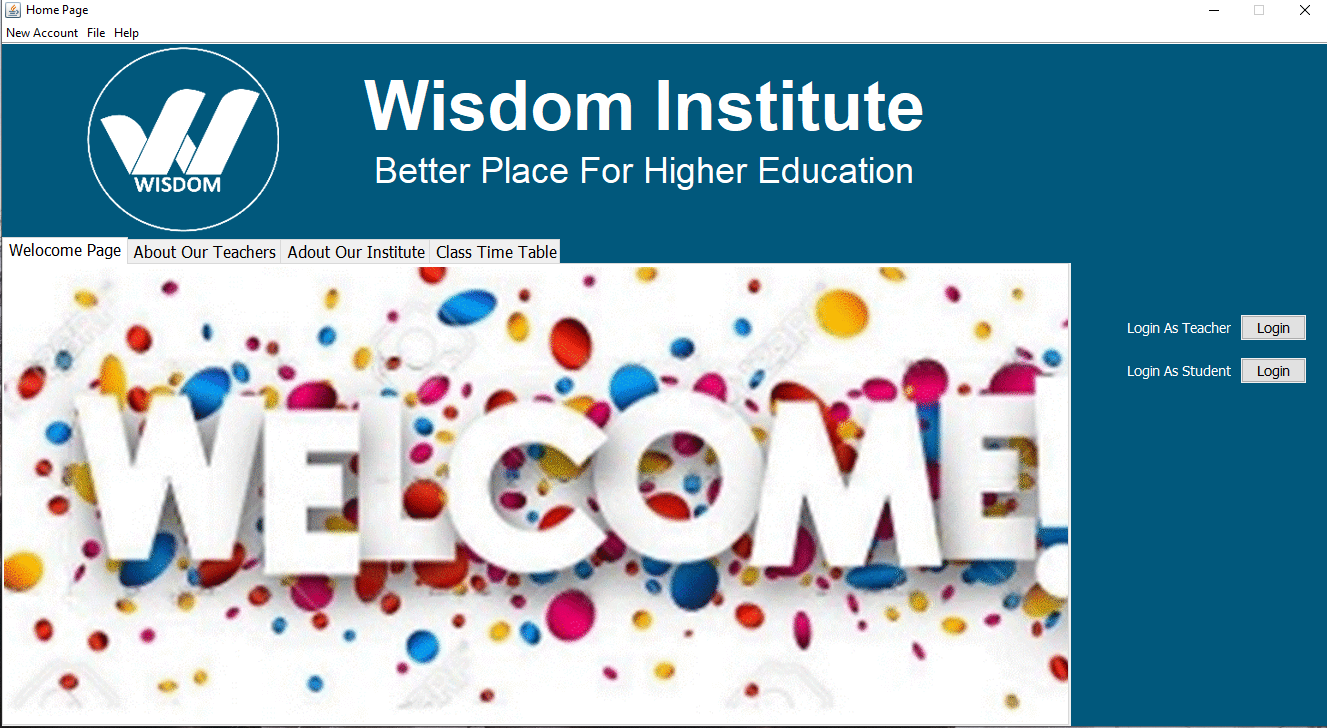 Home Page
New Account File Help
WISDOM
Wisdom Institute
Better Place For Higher Education
Welocome Page About Our Teachers Adout Our Institute Class Time Table
WELCOME!
Login As Teacher Login
Login As Student Login